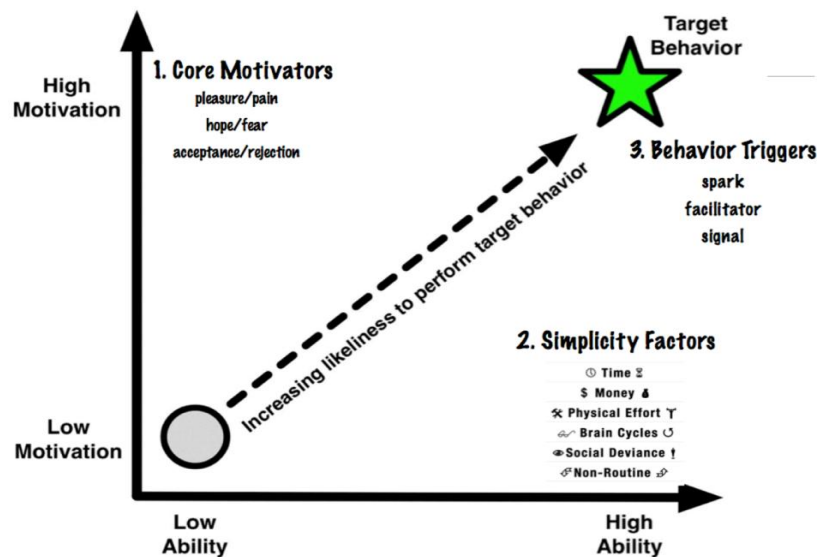 Target
Behavior
1. Core Motivators
pleasure/pain
hope/fear
acceptance/rejection
High
Motivation
3. Behavior Triggers
spark
facilitator
signal
Increasing likeliness to perform target behavior
2. Simplicity Factors
Time
$ Money
Physical Effort
Brain Cycles
Social Deviance
Non-Routine
Low
Motivation
Low
Ability
High
Ability